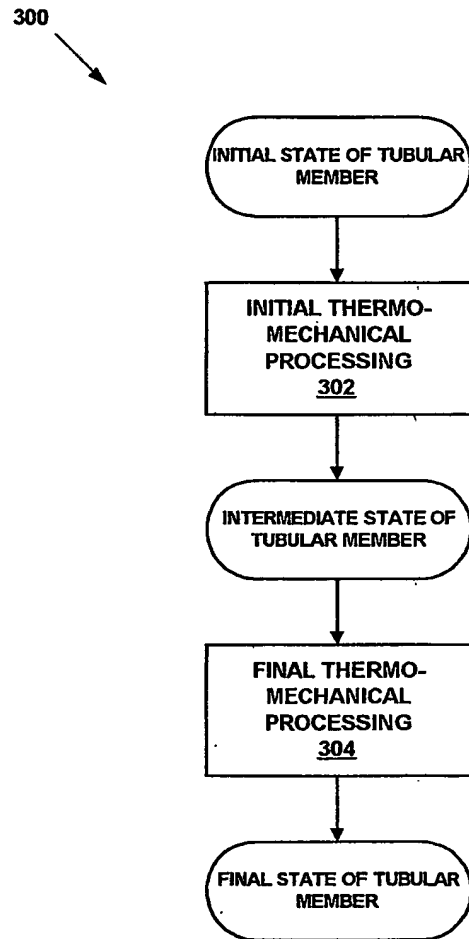 300
INITIAL STATE OF TUBULAR
MEMBER
INITIAL THERMO-
MECHANICAL
PROCESSING
302
INTERMEDIATE STATE OF
TUBULAR MEMBER
FINAL THERMO-
MECHANICAL
PROCESSING
304
FINAL STATE OF TUBULAR
MEMBER